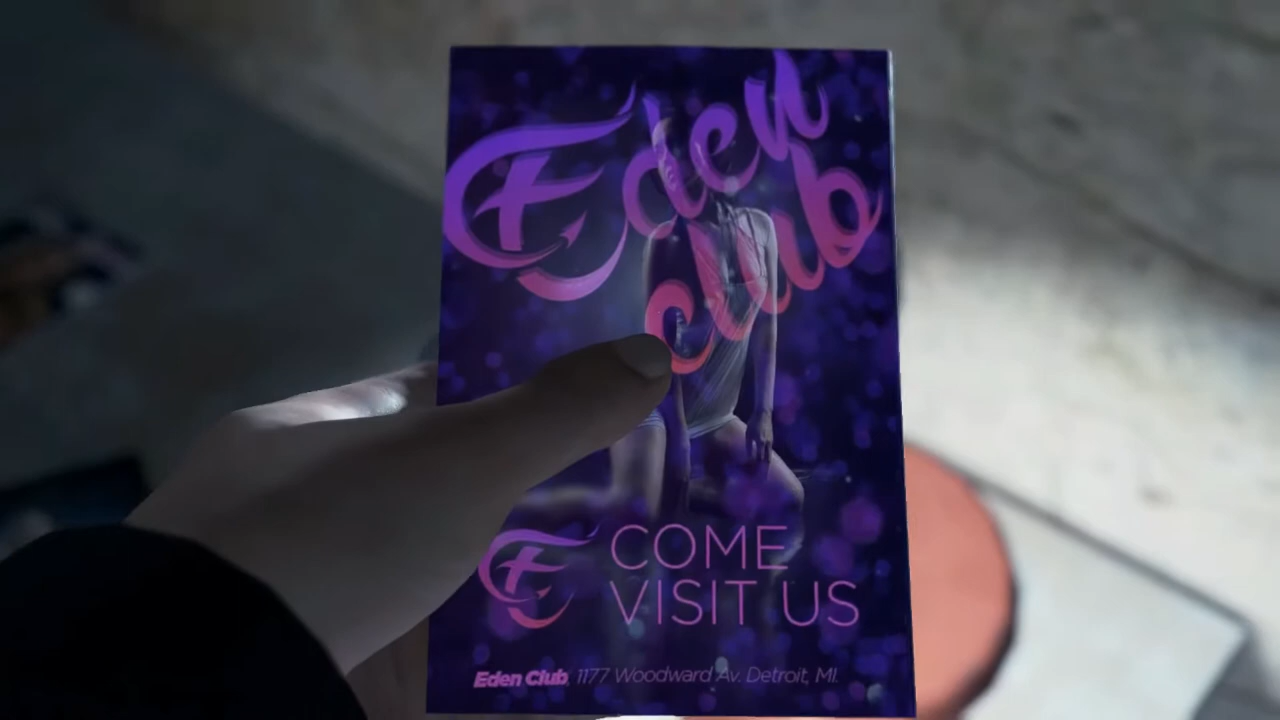 Eden
club
COME
VISIT US
Eden Club, 1177 Woodward Av. Detroit, MI.